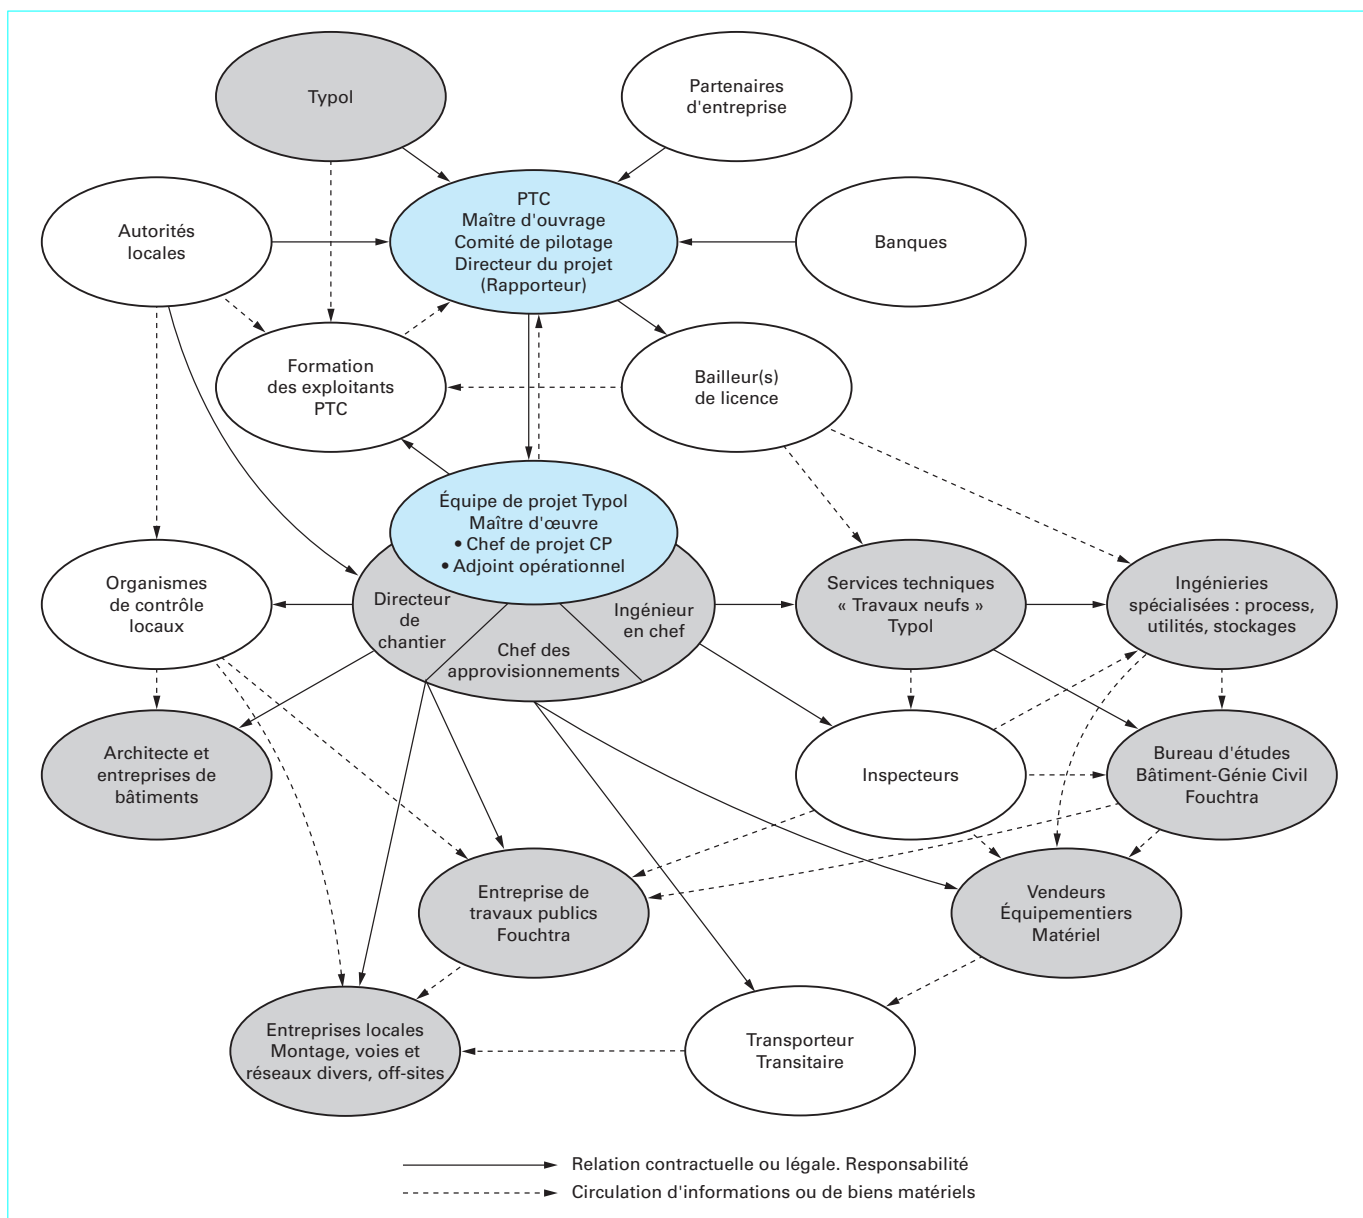 Typol
Partenaires
d'entreprise
PTC
Maître d'ouvrage
Comité de pilotage
Directeur du projet
(Rapporteur)
Autorités
locales
Banques
Formation
des exploitants
PTC
Bailleur(s)
de licence
Équipe de projet Typol
Maître d'œuvre
• Chef de projet CP
• Adjoint opérationnel
Directeur
de
chantier
Chef des
approvisionnements
Ingénieur
en chef
Organismes
de contrôle
locaux
Services techniques
« Travaux neufs »
Typol
Ingénieries
spécialisées : process,
utilités, stockages
Architecte et
entreprises de
bâtiments
Inspecteurs
Bureau d'études
Bâtiment-Génie Civil
Fouchtra
Entreprise de
travaux publics
Fouchtra
Vendeurs
Équipementiers
Matériel
Entreprises locales
Montage, voies et
réseaux divers, off-sites
Transporteur
Transitaire
Relation contractuelle ou légale. Responsabilité
Circulation d'informations ou de biens matériels